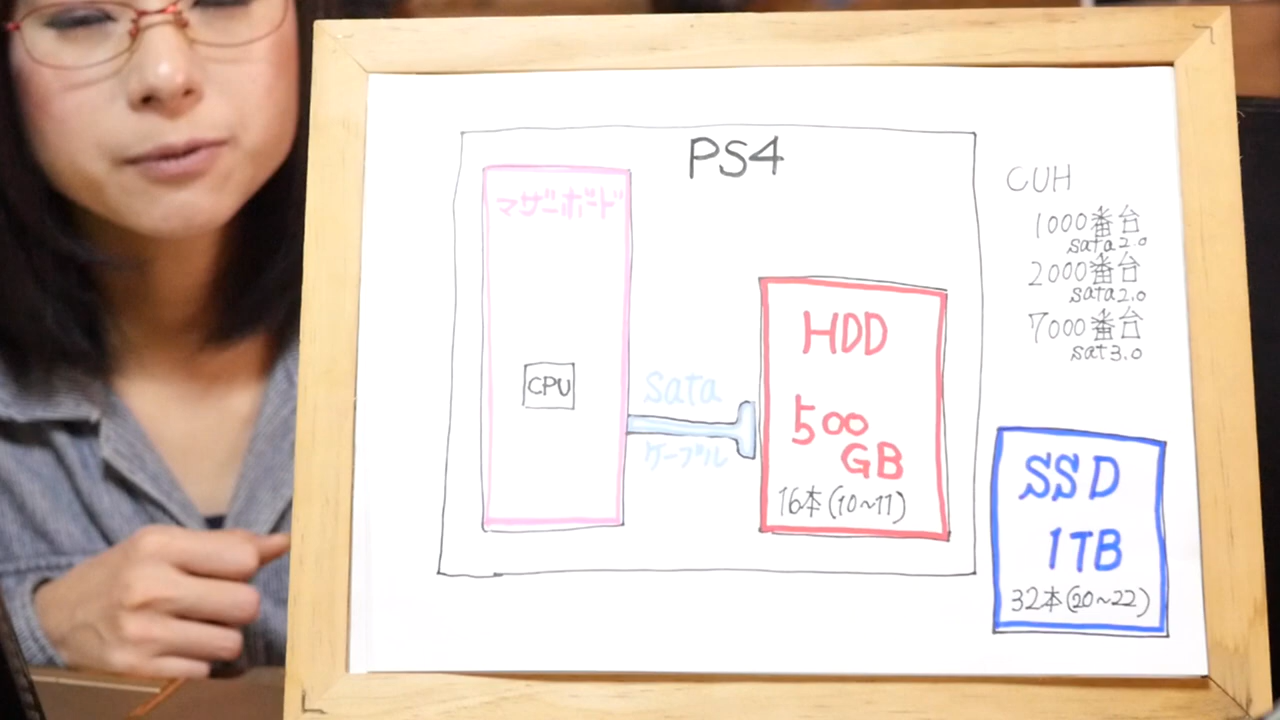 PS4
マザーボード
CPU
Sata
ケーブル
HDD
500
GB
16本(10~11)
CUH
1000番台
sata2.0
2000番台
sata2.0
7000番台
sat3.0
SSD
1TB
32本(20~22)